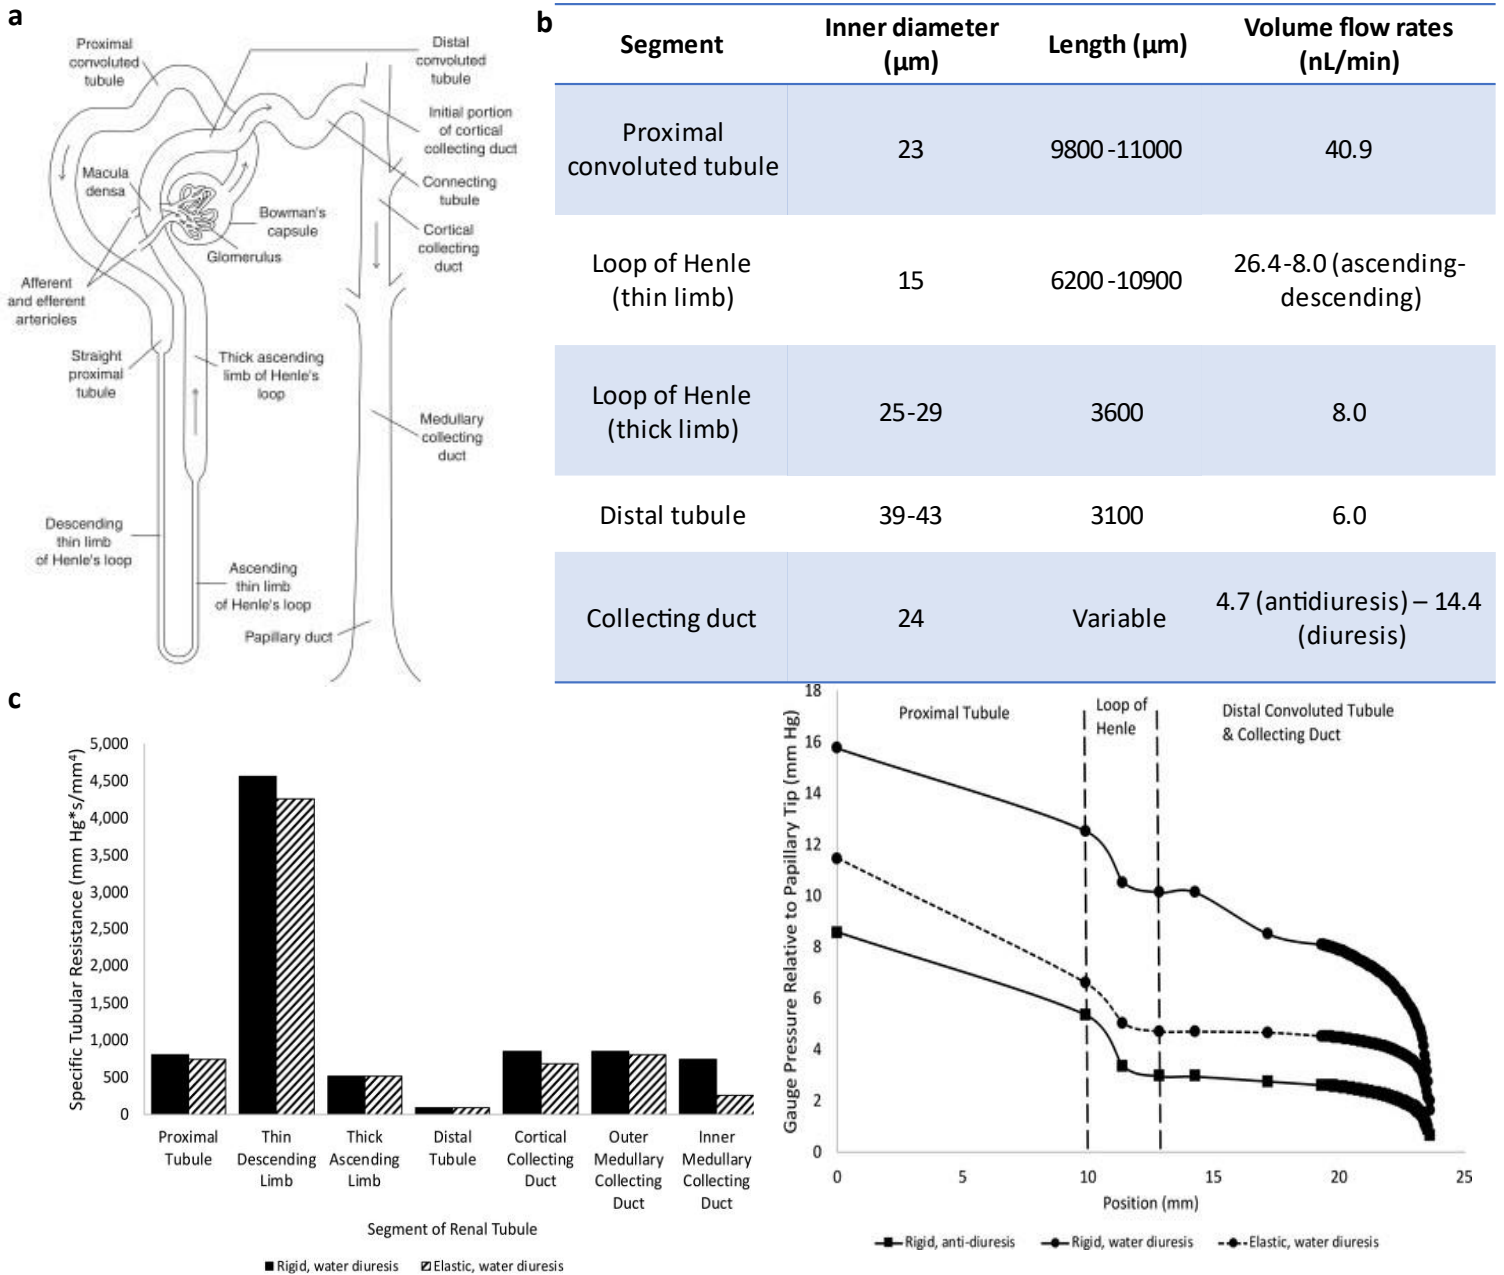 a
Proximal
convoluted
tubule
Distal
convoluted
tubule
Initial portion
of cortical
collecting duct
Macula
densa
Connecting
tubule
Bowman's
capsule
Cortical
collecting
duct
Glomerulus
Afferent
and efferent
arterioles
Straight
proximal
tubule
Thick ascending
limb of Henle's
loop
Medullary
collecting
duct
Descending
thin limb
of Henle's loop
Ascending
thin limb
of Henle's loop
Papillary duct
b
Segment
Inner diameter
(μm)
Length (μm)
Volume flow rates
(nL/min)
Proximal
convoluted tubule
23
9800 -11000
40.9
Loop of Henle
(thin limb)
15
6200 -10900
26.4-8.0 (ascending-
descending)
Loop of Henle
(thick limb)
25-29
3600
8.0
Distal tubule
39-43
3100
6.0
Collecting duct
24
Variable
4.7 (antidiuresis) – 14.4
(diuresis)
c
Specific Tubular Resistance (mm Hg*s/mm⁴)
5,000
4,500
4,000
3,500
3,000
2,500
2,000
1,500
1,000
500
0
Proximal
Tubule
Thin
Descending
Limb
Thick
Ascending
Limb
Distal
Tubule
Cortical
Collecting
Duct
Outer
Medullary
Collecting
Duct
Inner
Medullary
Collecting
Duct
Segment of Renal Tubule
Rigid, water diuresis
Elastic, water diuresis
Gauge Pressure Relative to Papillary Tip (mm Hg)
18
16
14
12
10
8
6
4
2
0
Proximal Tubule
Loop of
Henle
Distal Convoluted Tubule
& Collecting Duct
0
5
10
15
20
25
Position (mm)
Rigid, anti-diuresis
Rigid, water diuresis
Elastic, water diuresis